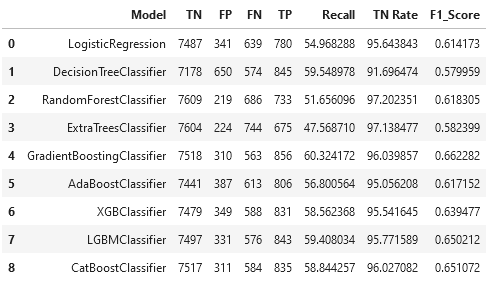 Model TN FP FN TP Recall TN Rate F1_Score
0 LogisticRegression 7487 341 639 780 54.968288 95.643843 0.614173
1 DecisionTreeClassifier 7178 650 574 845 59.548978 91.696474 0.579959
2 RandomForestClassifier 7609 219 686 733 51.656096 97.202351 0.618305
3 ExtraTreesClassifier 7604 224 744 675 47.568710 97.138477 0.582399
4 GradientBoostingClassifier 7518 310 563 856 60.324172 96.039857 0.662282
5 AdaBoostClassifier 7441 387 613 806 56.800564 95.056208 0.617152
6 XGBClassifier 7479 349 588 831 58.562368 95.541645 0.639477
7 LGBMClassifier 7497 331 576 843 59.408034 95.771589 0.650212
8 CatBoostClassifier 7517 311 584 835 58.844257 96.027082 0.651072